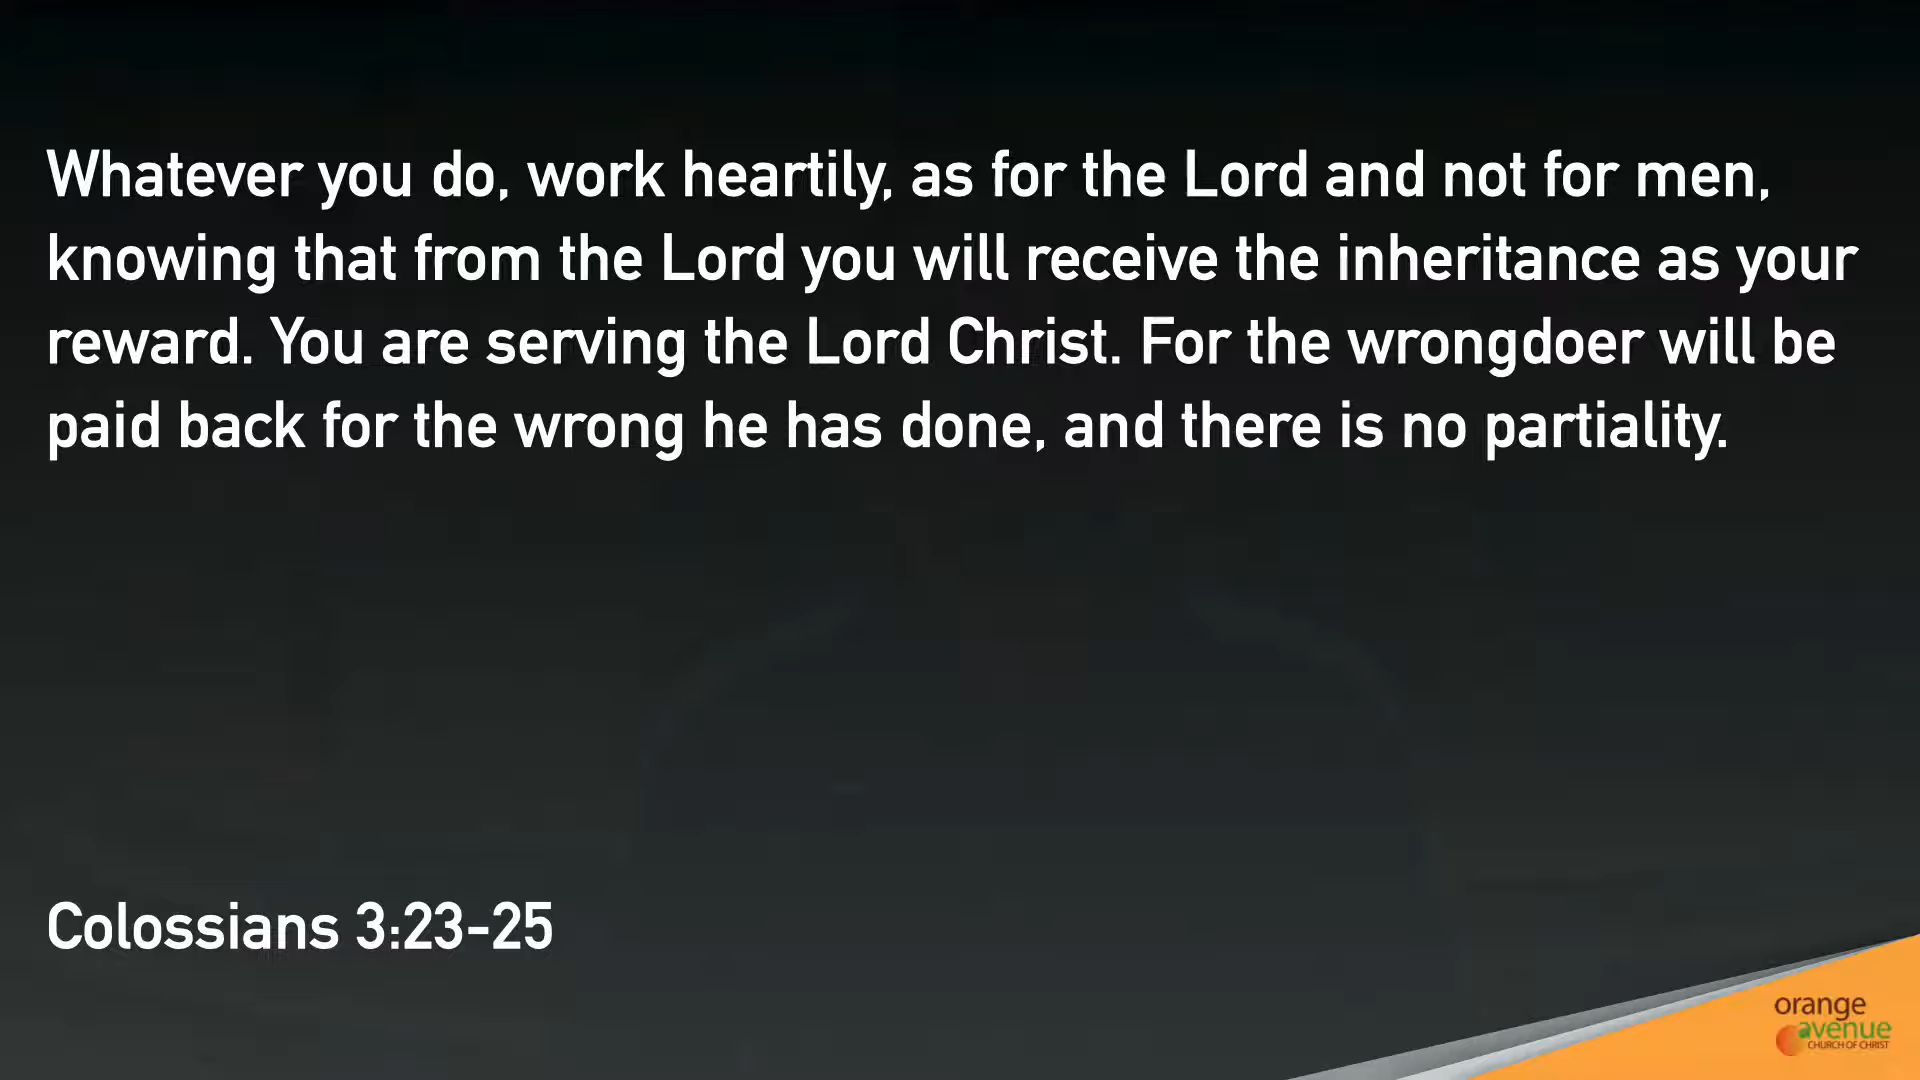 Whatever you do, work heartily, as for the Lord and not for men,
knowing that from the Lord you will receive the inheritance as your
reward. You are serving the Lord Christ. For the wrongdoer will be
paid back for the wrong he has done, and there is no partiality.
Colossians 3:23-25
orange
avenue
CHURCH OF CHRIST